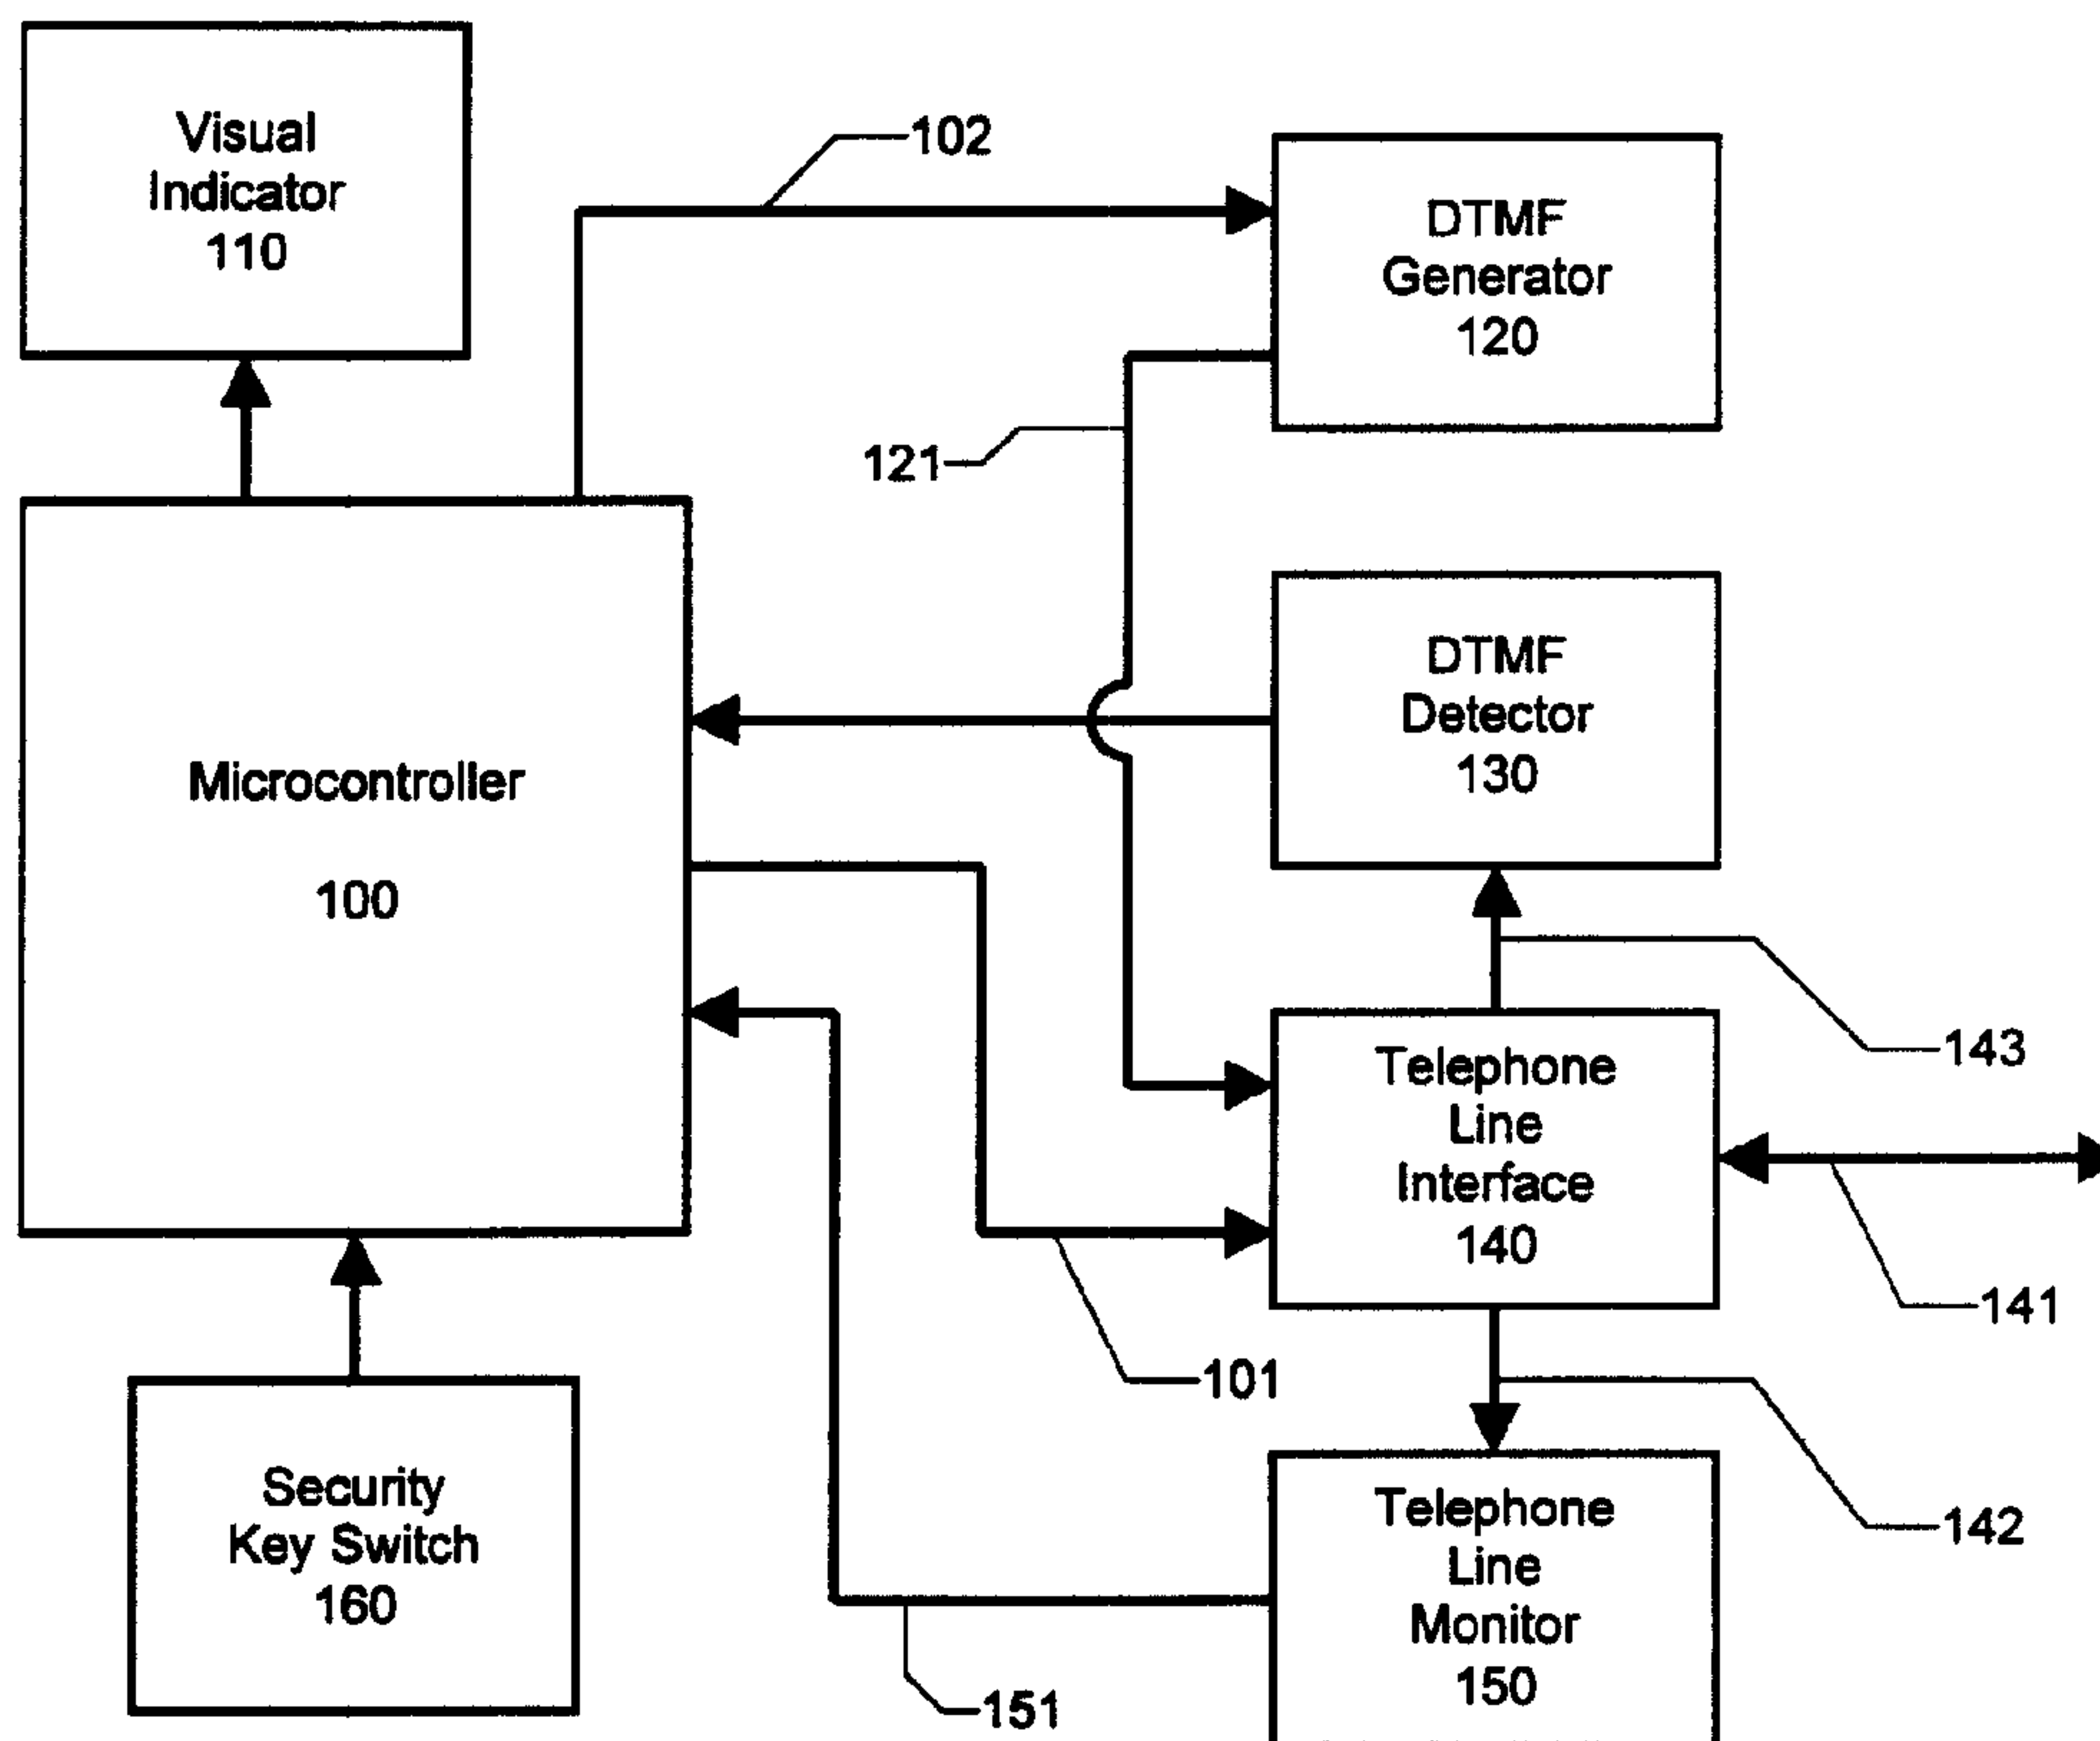 Visual
Indicator
110
102
DTMF
Generator
120
121
DTMF
Detector
130
Microcontroller
100
143
Telephone
Line
Interface
140
141
101
Security
Key Switch
160
Telephone
Line
Monitor
150
142
151